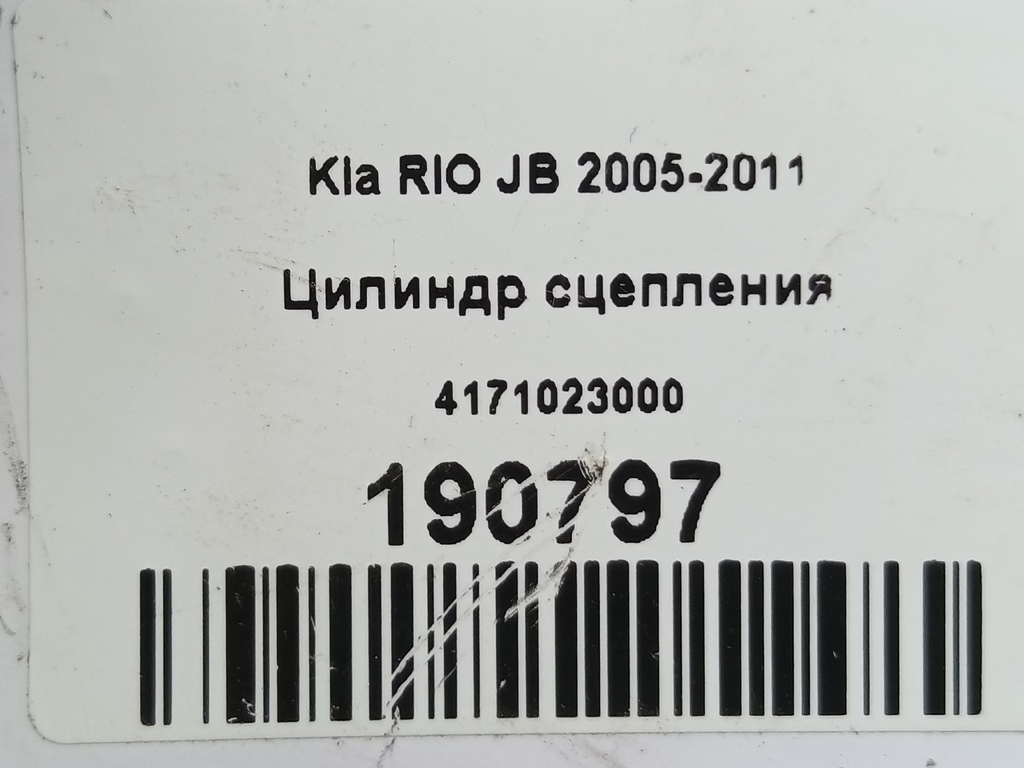 Kia RIO JB 2005-2011
Цилиндр сцепления
4171023000
190797